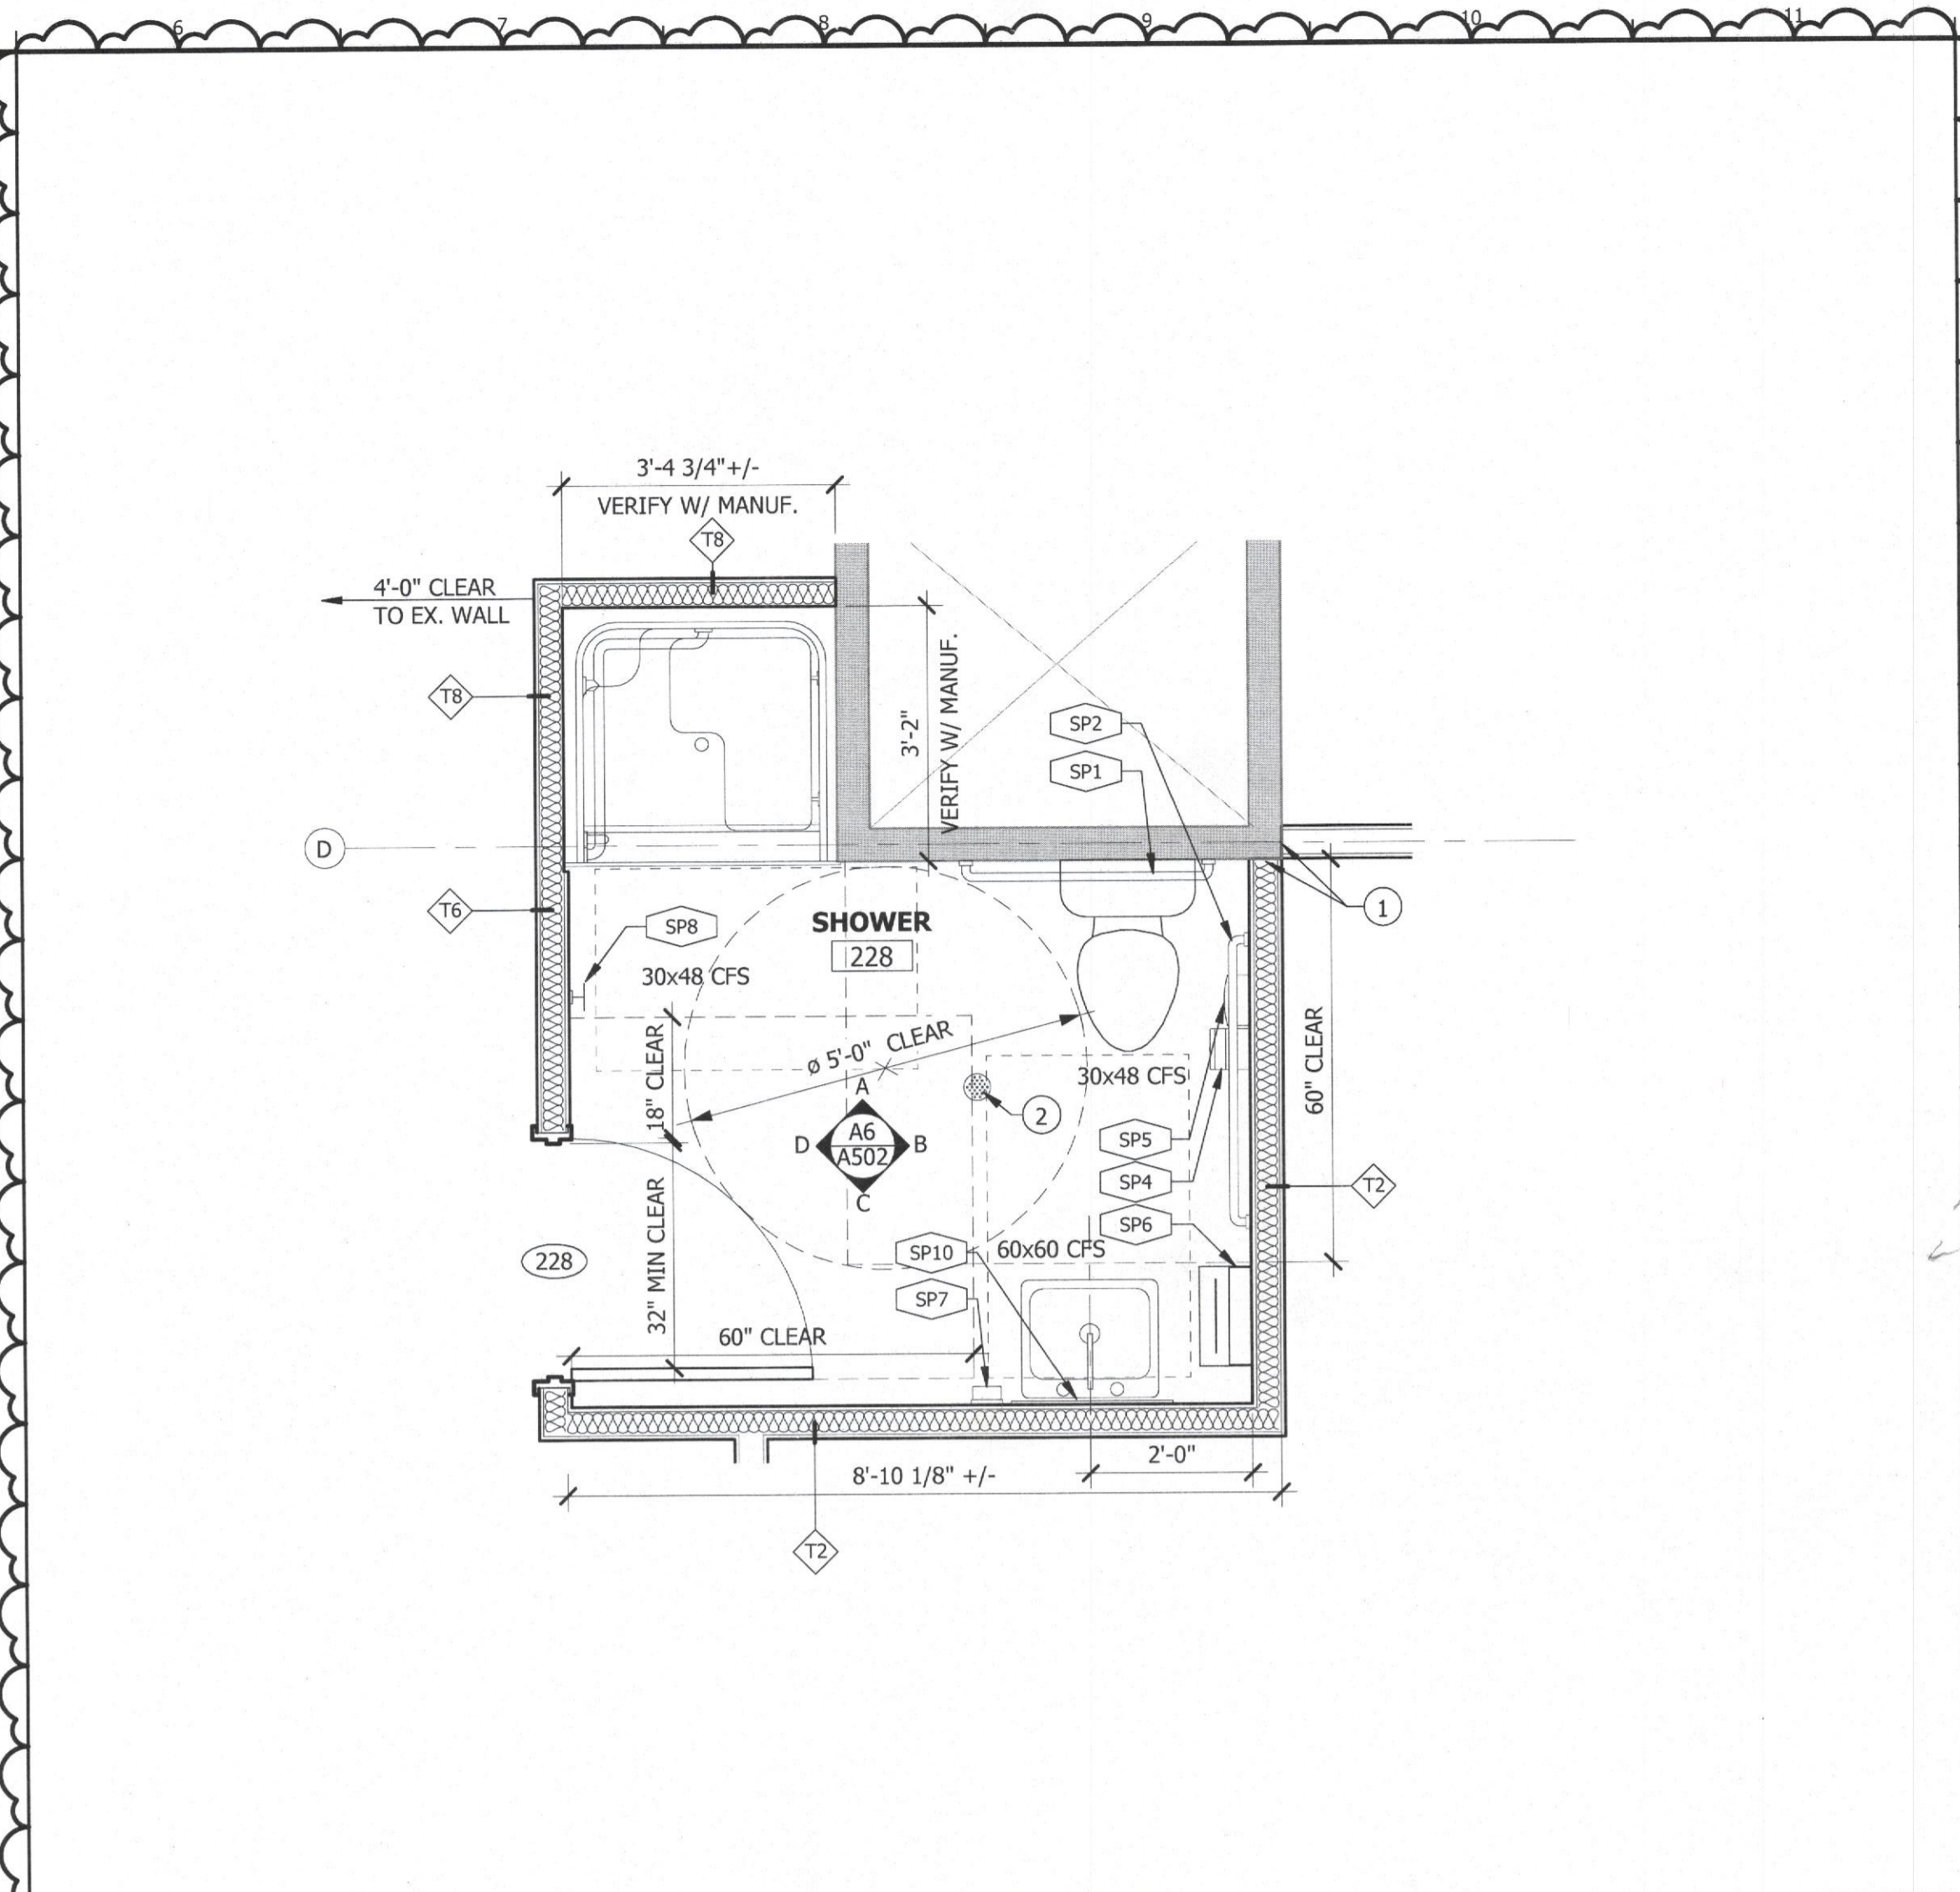 6
7
8
9
10
11
3'-4 3/4"+/-
VERIFY W/ MANUF.
T8
4'-0" CLEAR
TO EX. WALL
T8
3'-2"
VERIFY W/ MANUF.
SP2
SP1
D
T6
SP8
SHOWER
228
30x48 CFS
1
18" CLEAR
ø 5'-0" CLEAR
60" CLEAR
30x48 CFS
2
A
D
A6
A502
B
C
SP5
SP4
SP6
T2
32" MIN CLEAR
228
SP10
60x60 CFS
SP7
60" CLEAR
2'-0"
8'-10 1/8" +/-
T2